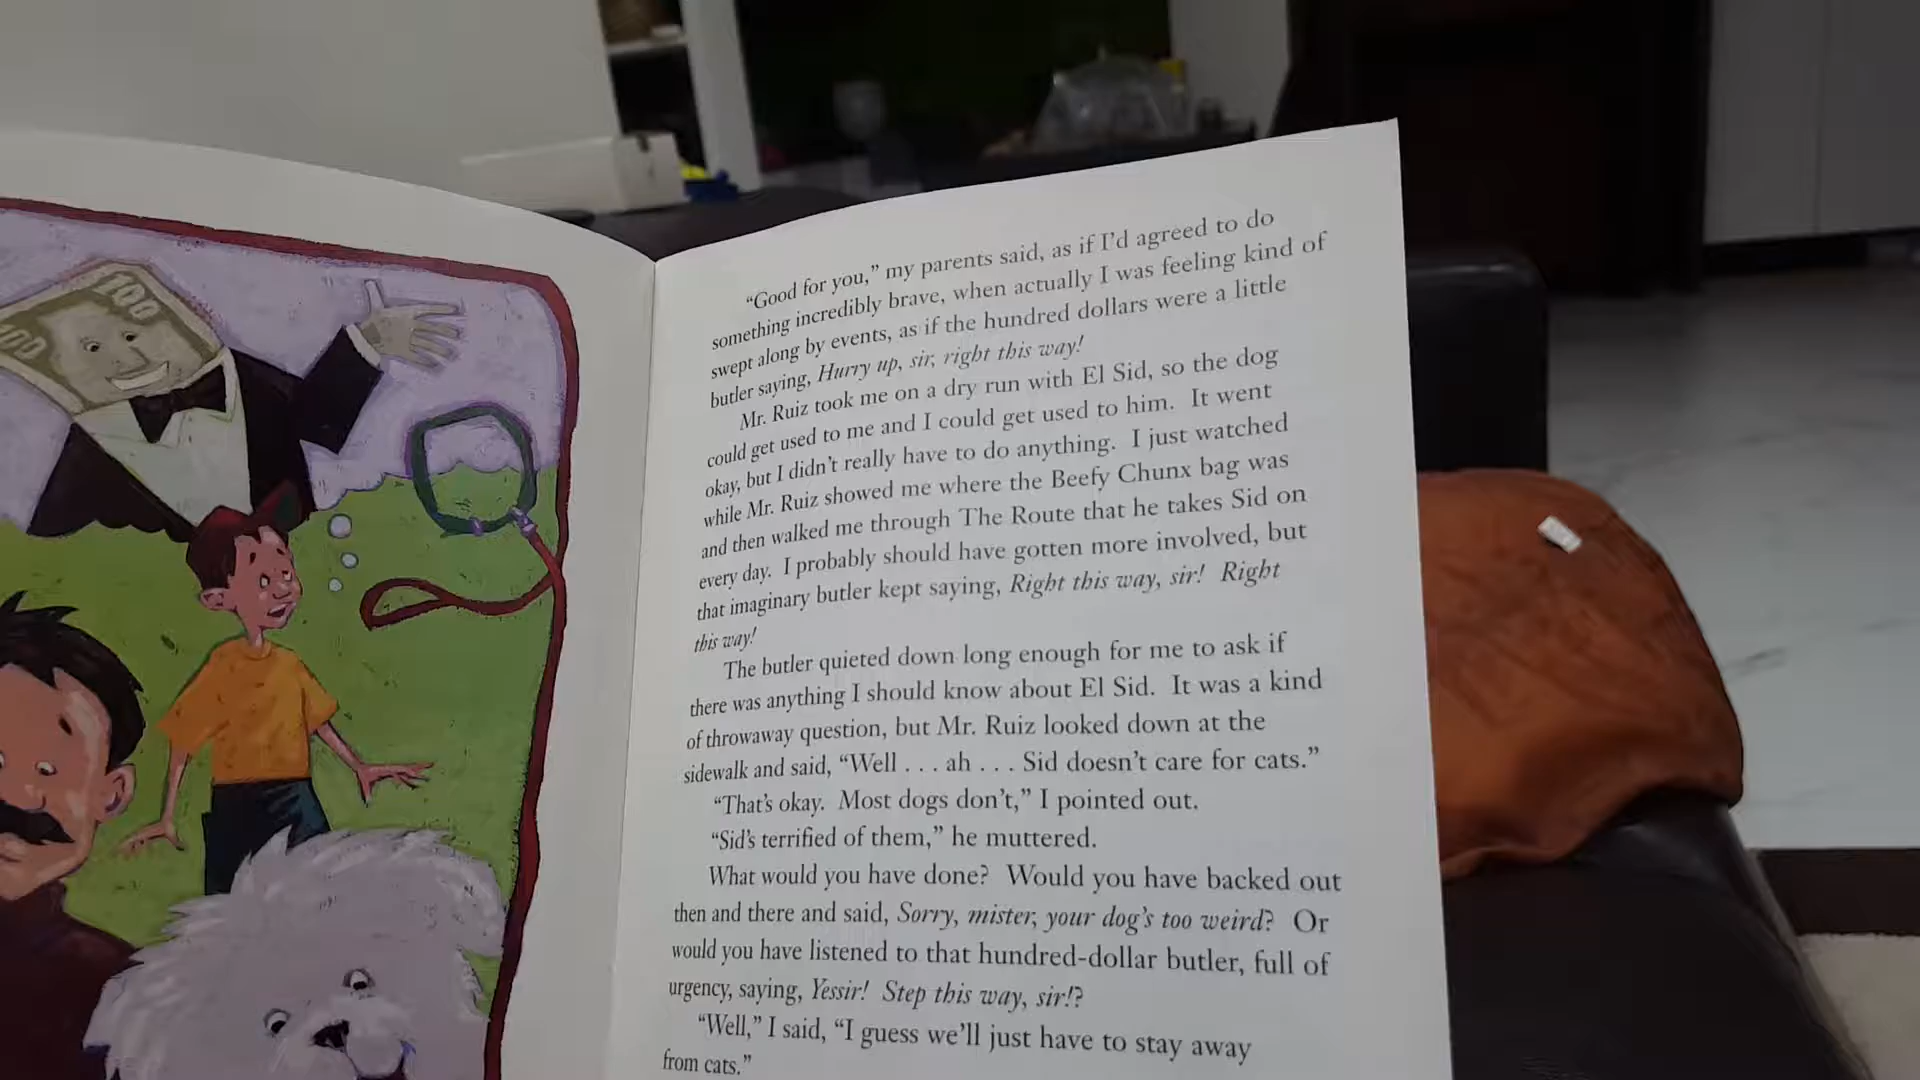 100
100
“Good for you,” my parents said, as if I’d agreed to do
something incredibly brave, when actually I was feeling kind of
swept along by events, as if the hundred dollars were a little
butler saying, Hurry up, sir, right this way!
Mr. Ruiz took me on a dry run with El Sid, so the dog
could get used to me and I could get used to him. It went
okay, but I didn’t really have to do anything. I just watched
while Mr. Ruiz showed me where the Beefy Chunx bag was
and then walked me through The Route that he takes Sid on
every day. I probably should have gotten more involved, but
that imaginary butler kept saying, Right this way, sir! Right
this way!
The butler quieted down long enough for me to ask if
there was anything I should know about El Sid. It was a kind
of throwaway question, but Mr. Ruiz looked down at the
sidewalk and said, “Well . . . ah . . . Sid doesn’t care for cats.”
“That’s okay. Most dogs don’t,” I pointed out.
“Sid’s terrified of them,” he muttered.
What would you have done? Would you have backed out
then and there and said, Sorry, mister, your dog’s too weird? Or
would you have listened to that hundred-dollar butler, full of
urgency, saying, Yessir! Step this way, sir!?
“Well,” I said, “I guess we’ll just have to stay away
from cats.”